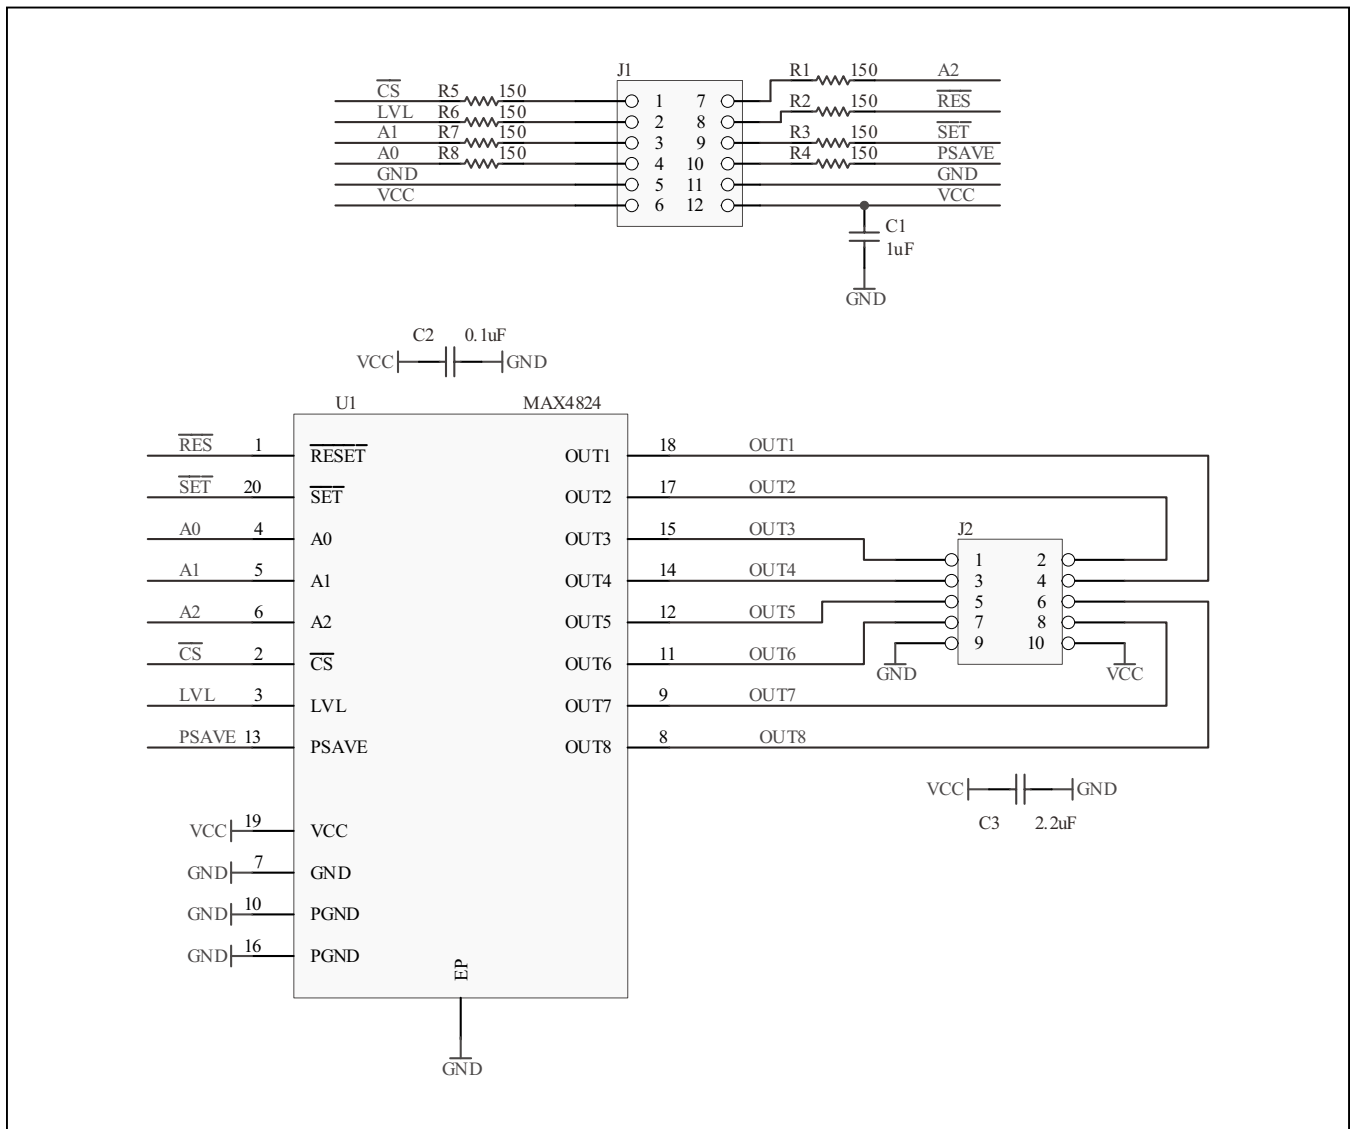 J1 R1 150 A2
CS R5 150 1 7 R2 150 RES
LVL R6 150 2 8
A1 R7 150 3 9 R3 150 SET
A0 R8 150 4 10 R4 150 PSAVE
GND 5 11 GND
VCC 6 12 VCC
C1
1uF
GND
C2 0.1uF
VCC GND
U1 MAX4824
RES 1 RESET OUT1 18 OUT1
SET 20 SET OUT2 17 OUT2
A0 4 A0 OUT3 15 OUT3 J2
1 2
A1 5 A1 OUT4 14 OUT4 3 4
5 6
A2 6 A2 OUT5 12 OUT5 7 8
9 10
CS 2 CS OUT6 11 OUT6 GND VCC
LVL 3 LVL OUT7 9 OUT7
PSAVE 13 PSAVE OUT8 8 OUT8
VCC GND
C3 2.2uF
VCC 19 VCC
GND 7 GND
GND 10 PGND
GND 16 PGND
EP
GND